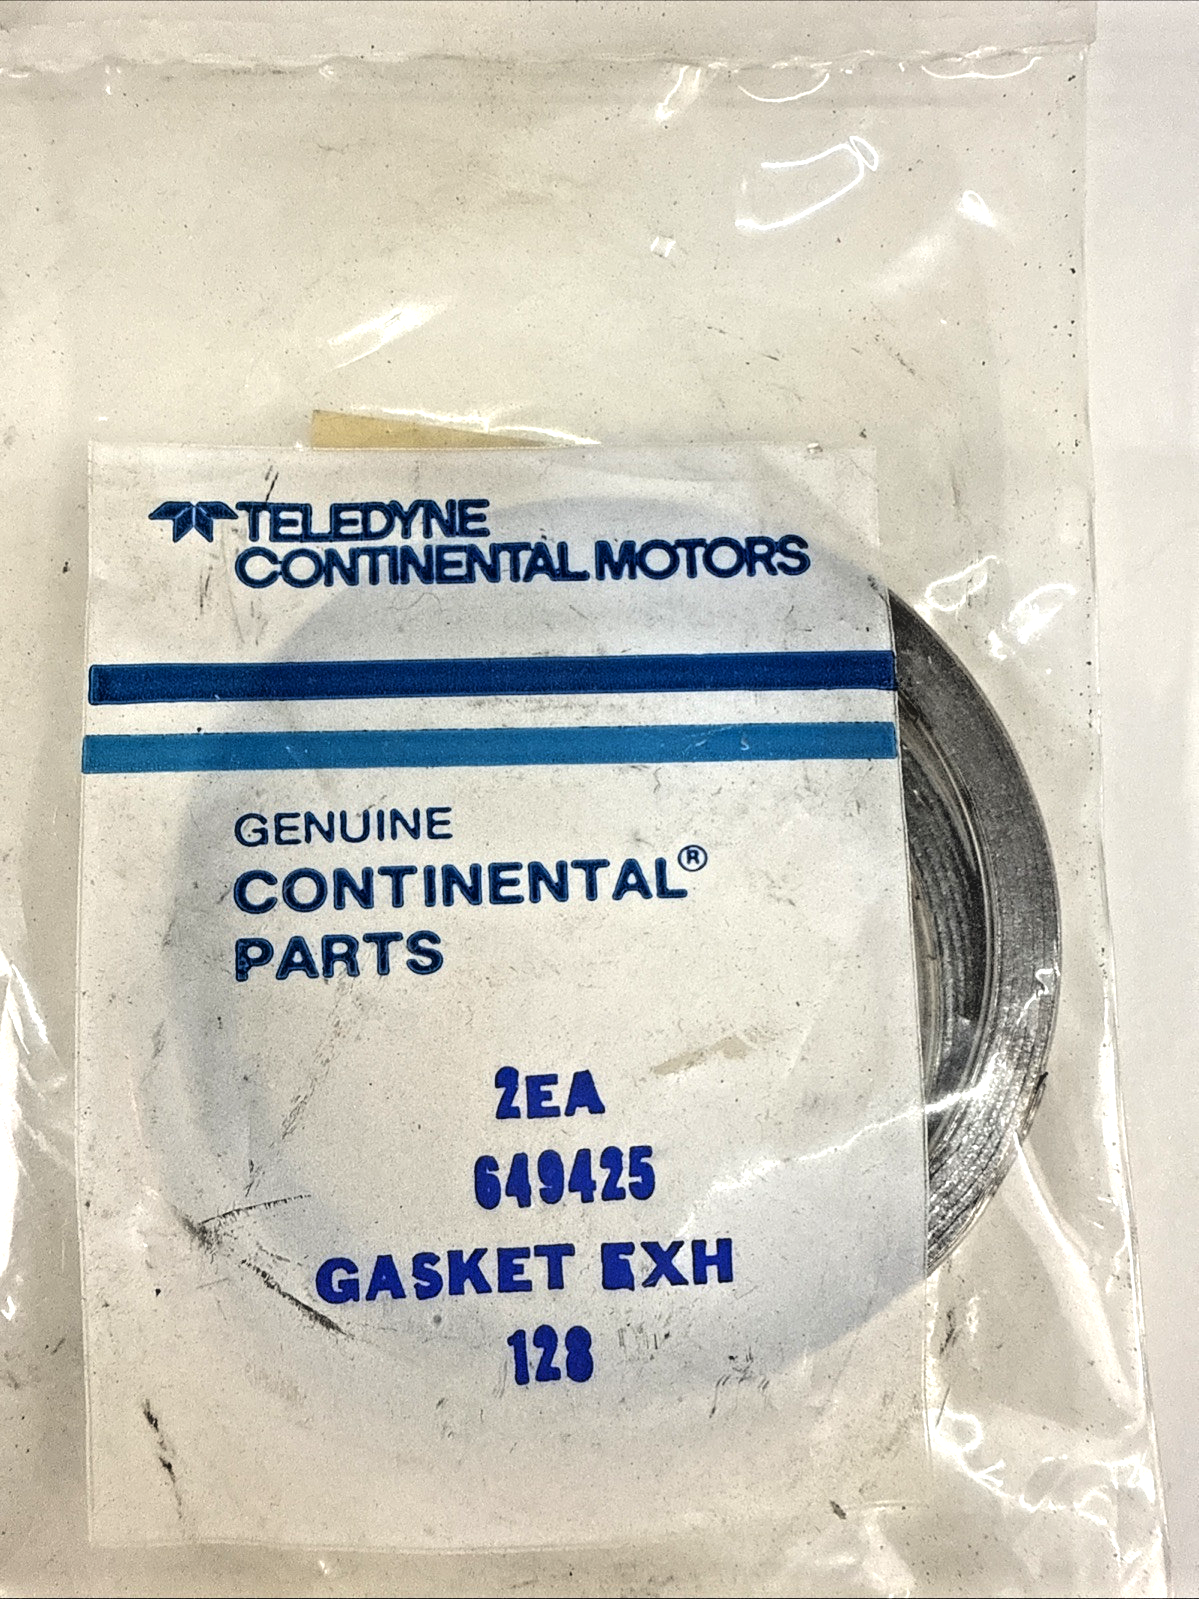 TELEDYNE
CONTINENTAL MOTORS
GENUINE
CONTINENTAL®
PARTS
2EA
649425
GASKET EXH
128